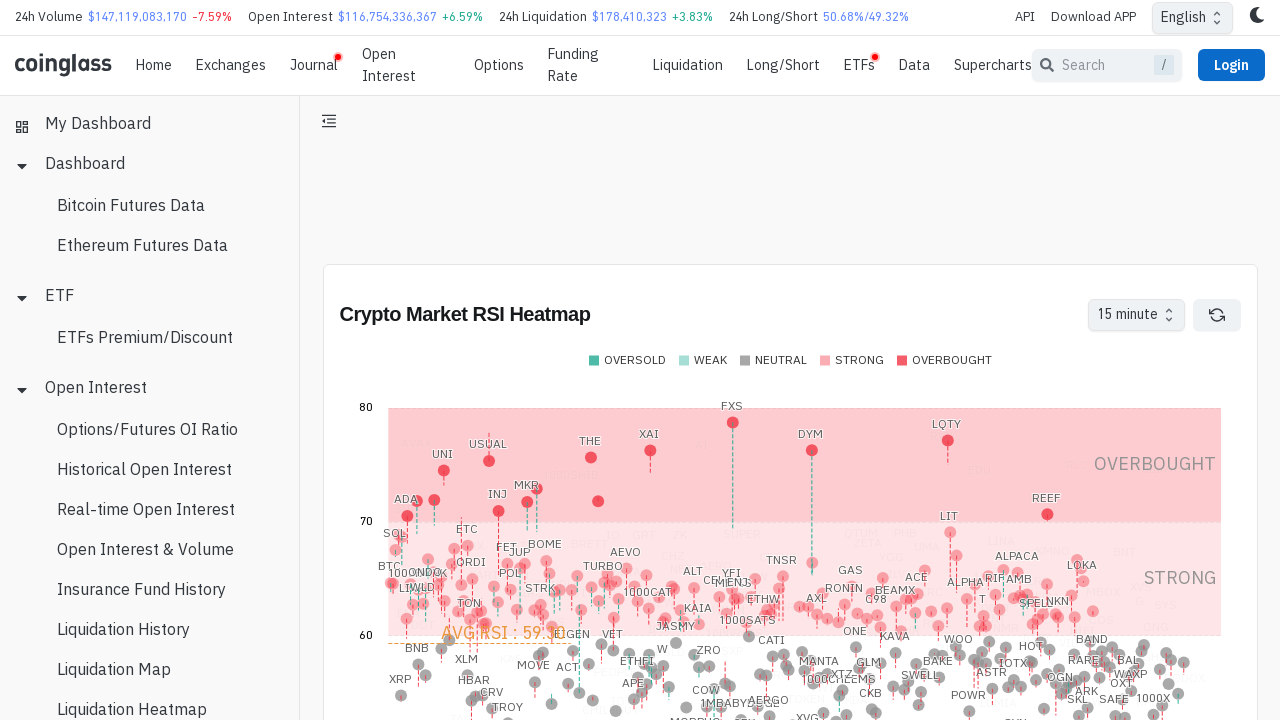 24h Volume $147,119,083,170 -7.59% Open Interest $116,754,336,367 +6.59% 24h Liquidation $178,410,323 +3.83% 24h Long/Short 50.68%/49.32% API Download APP English
coinglass Home Exchanges Journal Open Interest Options Funding Rate Liquidation Long/Short ETFs Data Supercharts Search / Login
My Dashboard
Dashboard
Bitcoin Futures Data
Ethereum Futures Data
ETF
ETFs Premium/Discount
Open Interest
Options/Futures OI Ratio
Historical Open Interest
Real-time Open Interest
Open Interest & Volume
Insurance Fund History
Liquidation History
Liquidation Map
Liquidation Heatmap
Crypto Market RSI Heatmap 15 minute
OVERSOLD WEAK NEUTRAL STRONG OVERBOUGHT
80
FXS
LQTY
USUAL THE XAI DYM
UNI
OVERBOUGHT
MKR
INJ
ADA REEF
70
LIT
ETC
SOL
FET JUP BOME AEVO
ALPACA
BTC ORDI TURBO TNSR LOKA
POL ALT YFI GAS ACE
STRONG
WLD STRK 1000CAT RONIN BEAMX ALPHA AMB
TON KAIA ETHW AXL C98 T SPELL NKN
1000SATS
JASMY
AVG RSI : 59.30
60
EIGEN VET CATI ONE KAVA WOO BAND
BNB W ZRO HOT
XLM MOVE ACT ETHFI MANTA GLM BAKE IOTX RARE BAL
XRP HBAR APE XTZ SWELL ASTR OGN WAXP
CRV COW CKB POWR ARK OXT
TROY AERGO SKL SAFE 1000X
XVG